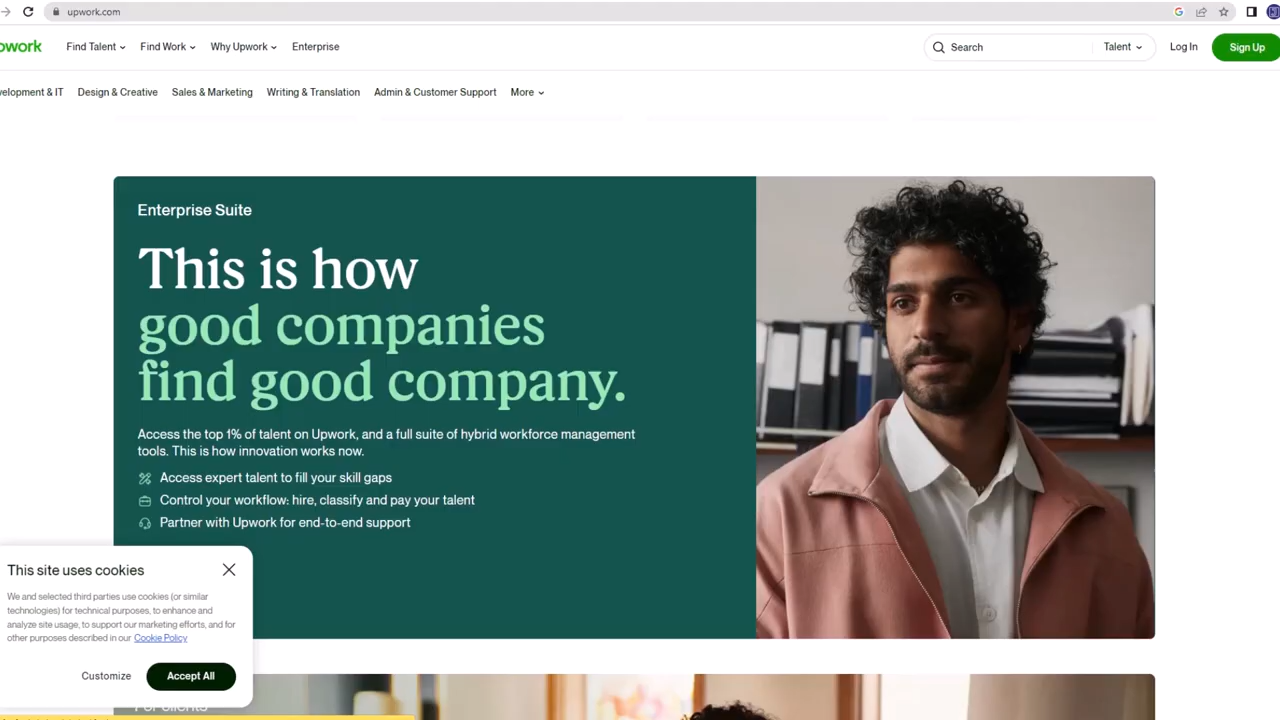 upwork.com
pwork Find Talent Find Work Why Upwork Enterprise Search Talent Log In Sign Up
velopment & IT Design & Creative Sales & Marketing Writing & Translation Admin & Customer Support More
Enterprise Suite
This is how
good companies
find good company.
Access the top 1% of talent on Upwork, and a full suite of hybrid workforce management
tools. This is how innovation works now.
Access expert talent to fill your skill gaps
Control your workflow: hire, classify and pay your talent
Partner with Upwork for end-to-end support
This site uses cookies
We and selected third parties use cookies (or similar
technologies) for technical purposes, to enhance and
analyze site usage, to support our marketing efforts, and for
other purposes described in our Cookie Policy
Customize Accept All
For clients